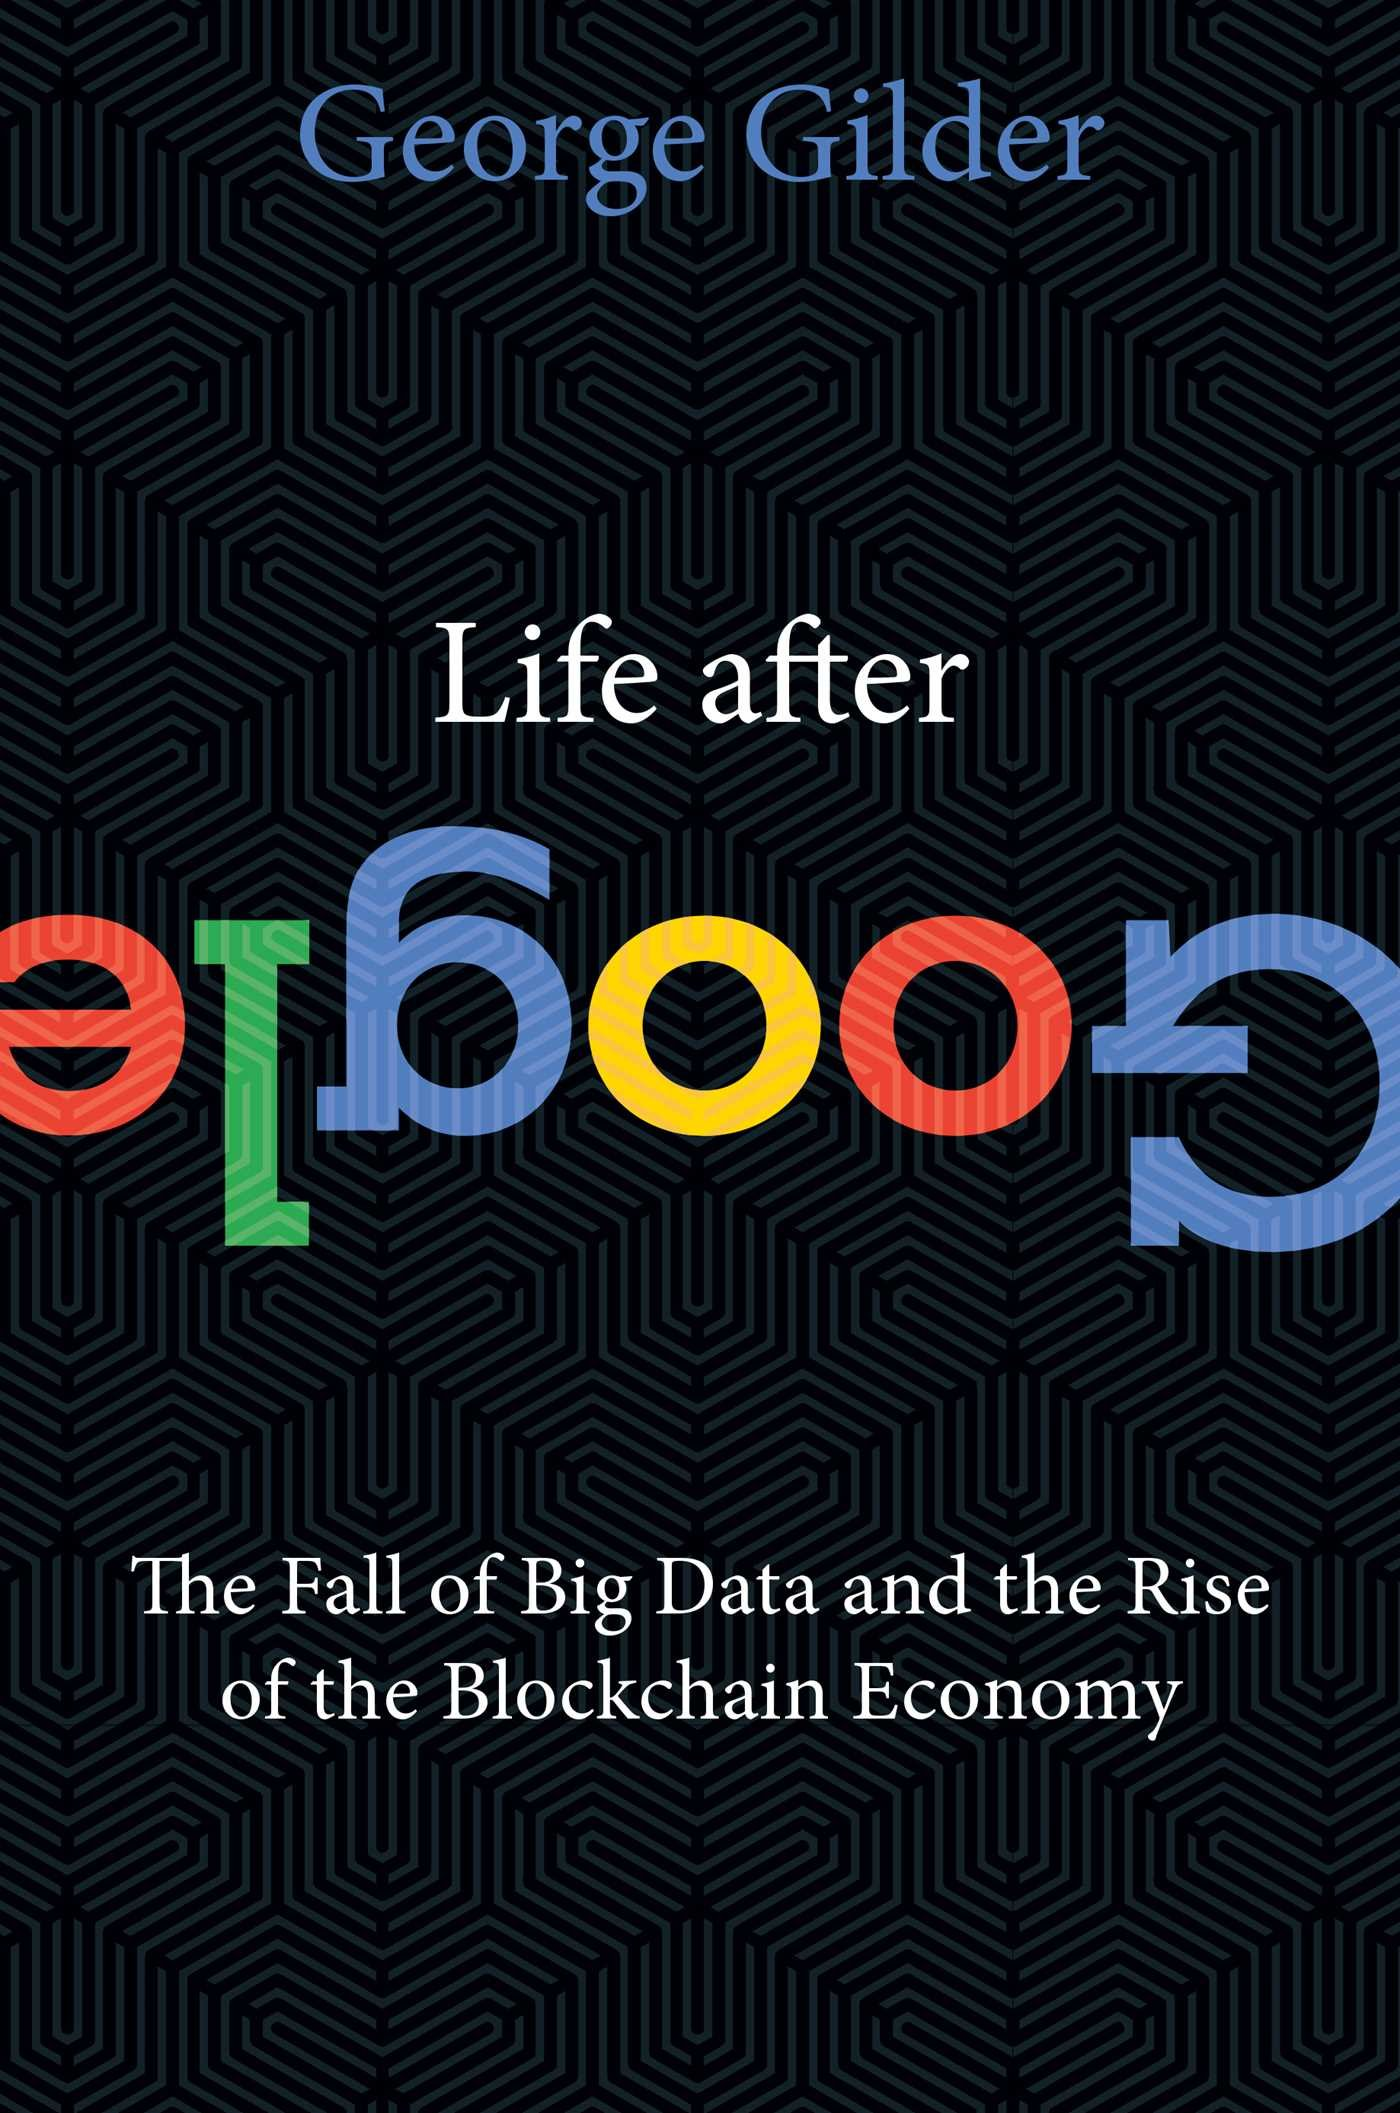 George Gilder
Life after
Google
The Fall of Big Data and the Rise
of the Blockchain Economy